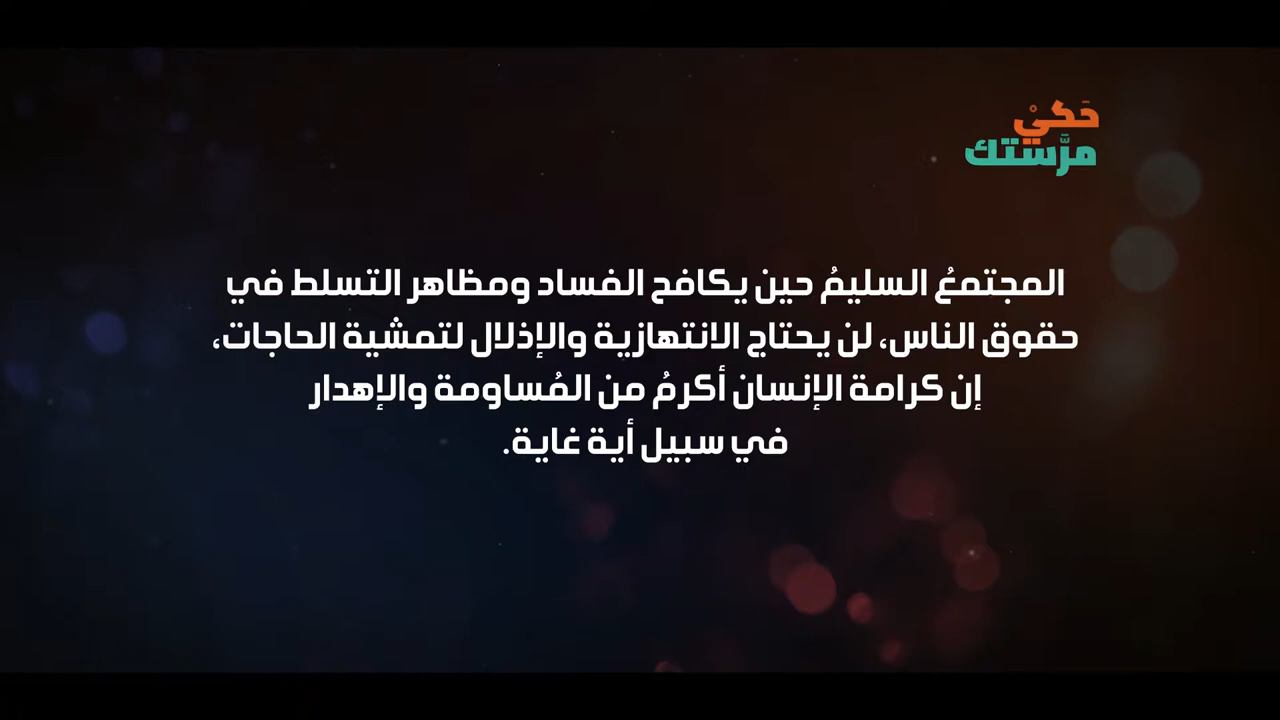 حَكيْ
مرَّستك
المجتمعُ السليمُ حين يكافح الفساد ومظاهر التسلط في
حقوق الناس، لن يحتاج الانتهازية والإذلال لتمشية الحاجات،
إن كرامة الإنسان أكرمُ من المُساومة والإهدار
في سبيل أية غاية.